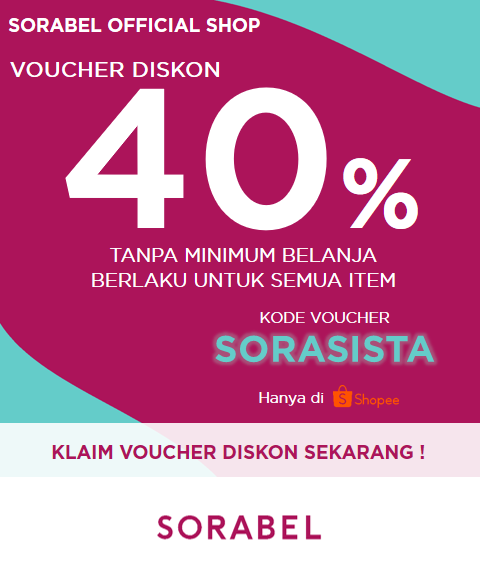 SORABEL OFFICIAL SHOP
VOUCHER DISKON
40%
TANPA MINIMUM BELANJA
BERLAKU UNTUK SEMUA ITEM
KODE VOUCHER
SORASISTA
Hanya di Shopee
KLAIM VOUCHER DISKON SEKARANG !
SORABEL